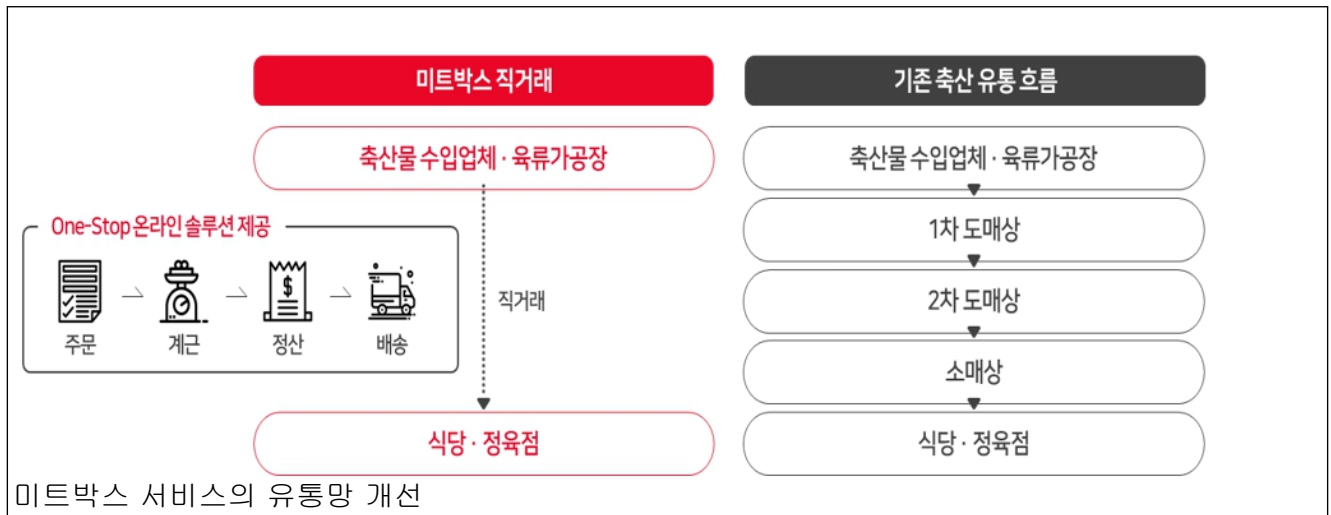 미트박스 직거래
축산물 수입업체 · 육류가공장
One-Stop 온라인 솔루션 제공
주문
계근
정산
배송
직거래
식당 · 정육점
기존 축산 유통 흐름
축산물 수입업체 · 육류가공장
1차 도매상
2차 도매상
소매상
식당 · 정육점
미트박스 서비스의 유통망 개선